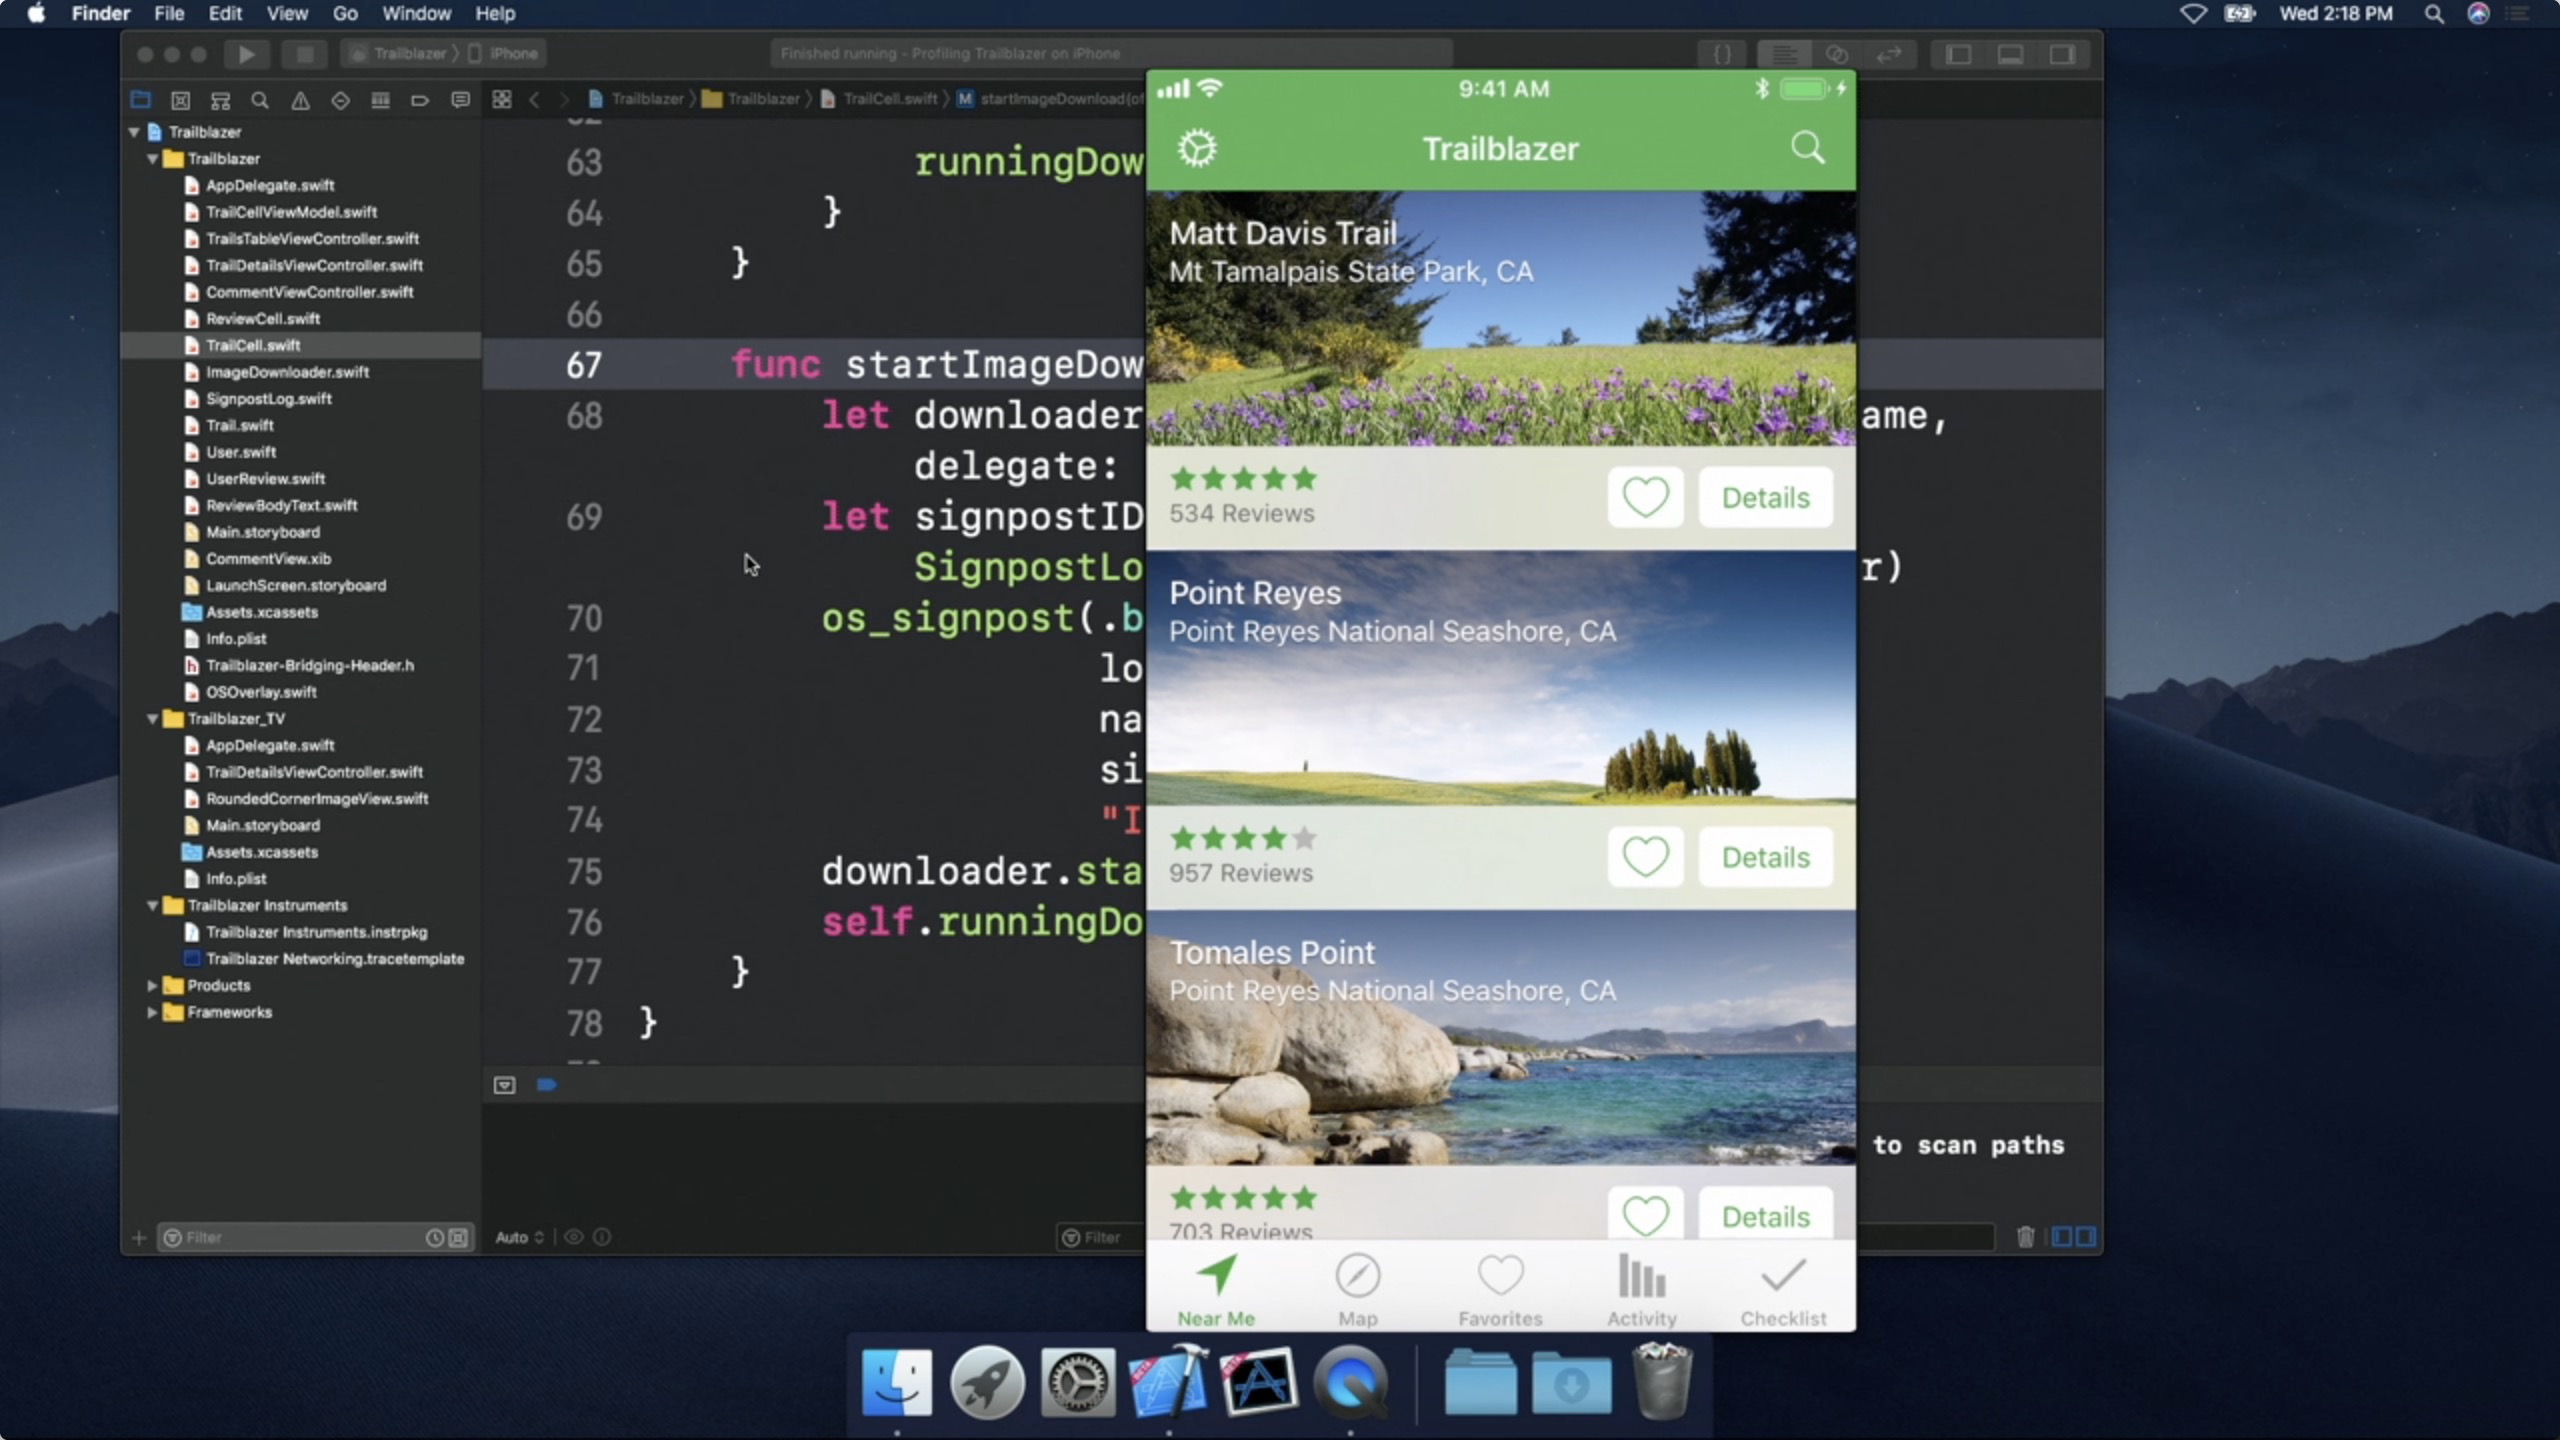 Finder File Edit View Go Window Help
Wed 2:18 PM
Trailblazer 〉 iPhone
Finished running - Profiling Trailblazer on iPhone
{}
Trailblazer 〉 Trailblazer 〉 TrailCell.swift 〉 M startImageDownload(of
Trailblazer
Trailblazer
AppDelegate.swift
TrailCellViewModel.swift
TrailsTableViewController.swift
TrailDetailsViewController.swift
CommentViewController.swift
ReviewCell.swift
TrailCell.swift
ImageDownloader.swift
SignpostLog.swift
Trail.swift
User.swift
UserReview.swift
ReviewBodyText.swift
Main.storyboard
CommentView.xib
LaunchScreen.storyboard
Assets.xcassets
Info.plist
Trailblazer-Bridging-Header.h
OSOverlay.swift
Trailblazer_TV
AppDelegate.swift
TrailDetailsViewController.swift
RoundedCornerImageView.swift
Main.storyboard
Assets.xcassets
Info.plist
Trailblazer Instruments
Trailblazer Instruments.instrpkg
Trailblazer Networking.tracetemplate
Products
Frameworks
Filter
63 runningDow
64 }
65 }
66
67 func startImageDow
68 let downloader ame,
delegate:
69 let signpostID
SignpostLo r)
70 os_signpost(.b
71 lo
72 na
73 si
74 "I
75 downloader.sta
76 self.runningDo
77 }
78 }
to scan paths
Auto
Filter
9:41 AM
Trailblazer
Matt Davis Trail
Mt Tamalpais State Park, CA
534 Reviews
Details
Point Reyes
Point Reyes National Seashore, CA
957 Reviews
Details
Tomales Point
Point Reyes National Seashore, CA
703 Reviews
Details
Near Me Map Favorites Activity Checklist